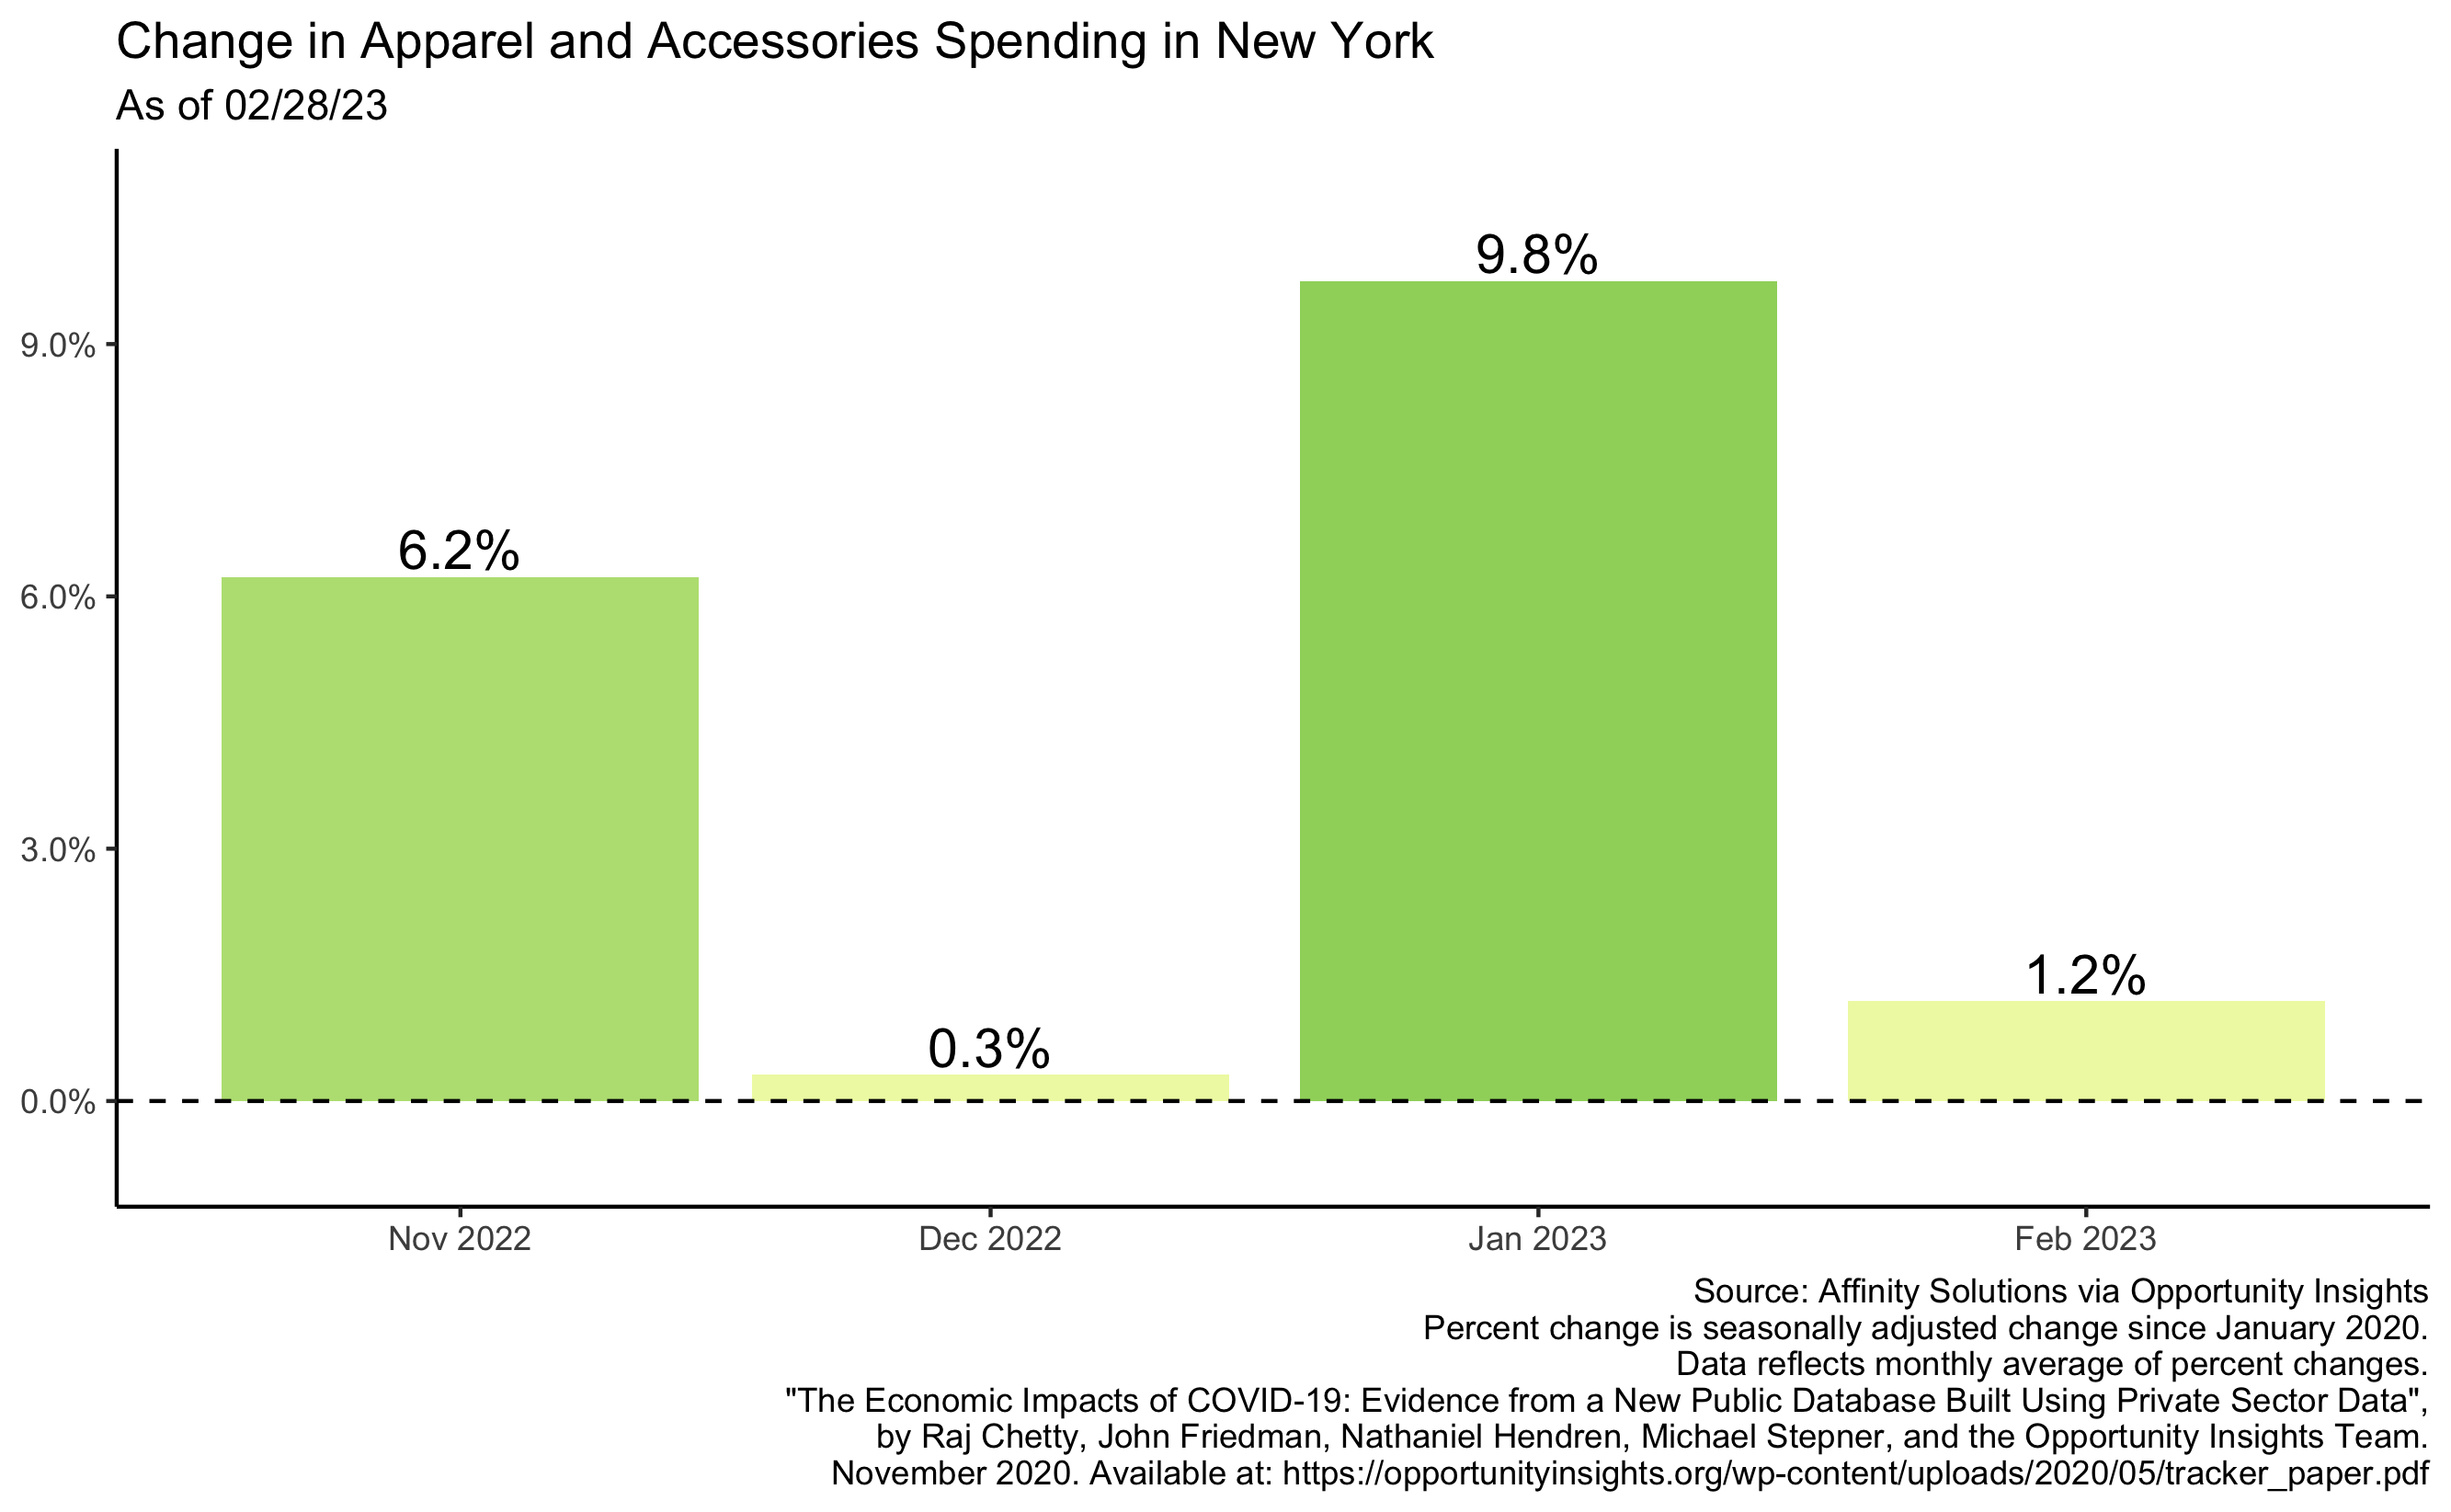 Change in Apparel and Accessories Spending in New York
As of 02/28/23
9.8%
9.0%
6.2%
6.0%
3.0%
1.2%
0.3%
0.0%
Nov 2022
Dec 2022
Jan 2023
Feb 2023
Source: Affinity Solutions via Opportunity Insights
Percent change is seasonally adjusted change since January 2020.
Data reflects monthly average of percent changes.
"The Economic Impacts of COVID-19: Evidence from a New Public Database Built Using Private Sector Data",
by Raj Chetty, John Friedman, Nathaniel Hendren, Michael Stepner, and the Opportunity Insights Team.
November 2020. Available at: https://opportunityinsights.org/wp-content/uploads/2020/05/tracker_paper.pdf